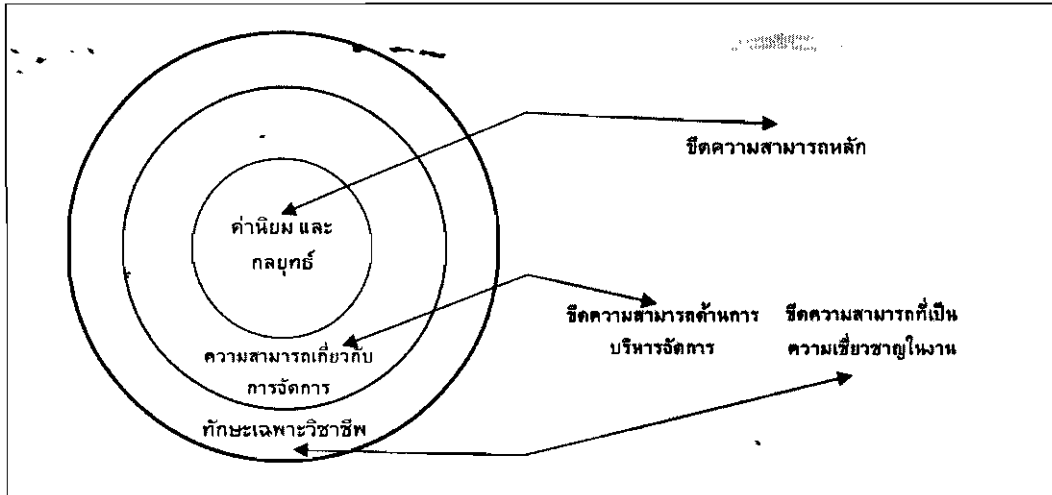 ขีดความสามารถหลัก
ค่านิยม และ
กลยุทธ์
ขีดความสามารถด้านการ
บริหารจัดการ
ขีดความสามารถที่เป็น
ความเชี่ยวชาญในงาน
ความสามารถเกี่ยวกับ
การจัดการ
ทักษะเฉพาะวิชาชีพ